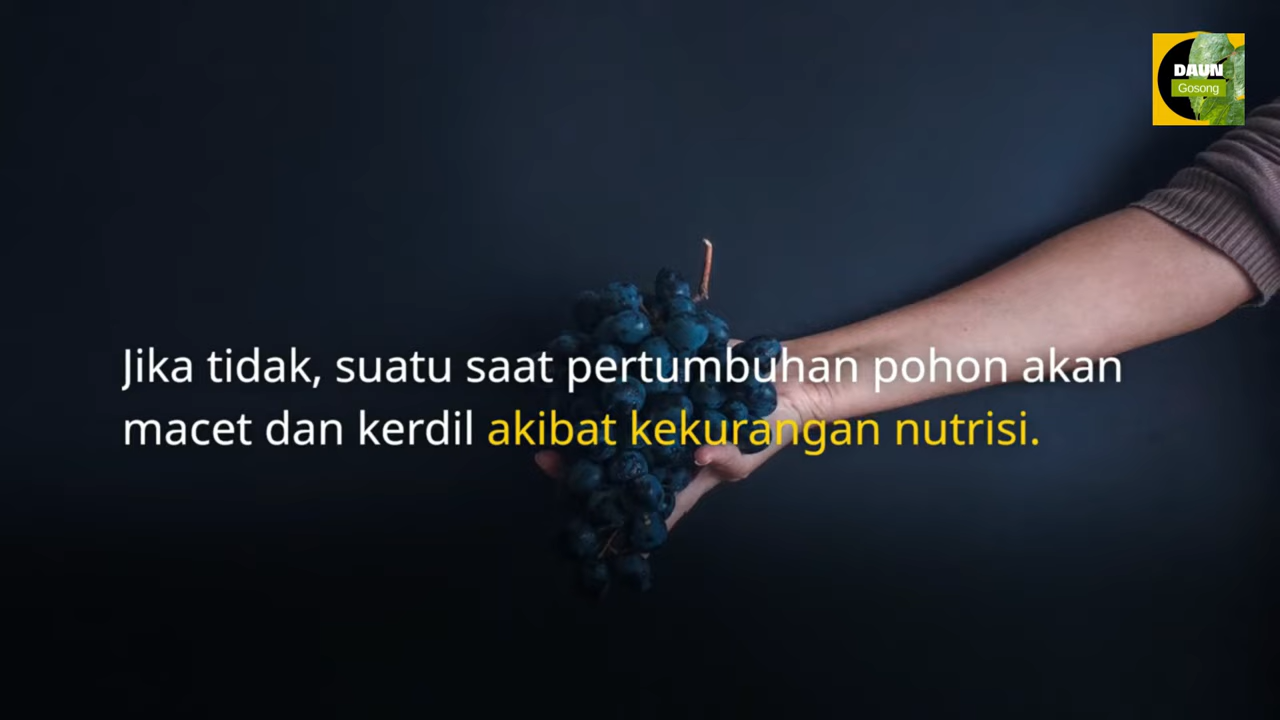 DAUN
Gosong
Jika tidak, suatu saat pertumbuhan pohon akan
macet dan kerdil akibat kekurangan nutrisi.